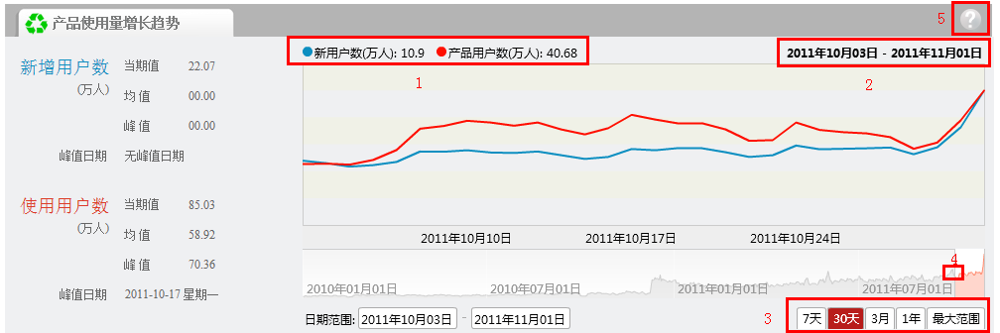 产品使用量增长趋势
5
?
新用户数(万人): 10.9 产品用户数(万人): 40.68
2011年10月03日 - 2011年11月01日
1
2
新增用户数
(万人)
当期值 22.07
均 值 00.00
峰 值 00.00
峰值日期 无峰值日期
使用用户数
(万人)
当期值 85.03
均 值 58.92
峰 值 70.36
峰值日期 2011-10-17 星期一
2011年10月10日 2011年10月17日 2011年10月24日
4
2010年01月01日 2010年07月01日 2011年01月01日 2011年07月01日
日期范围: 2011年10月03日 - 2011年11月01日
3
7天 30天 3月 1年 最大范围